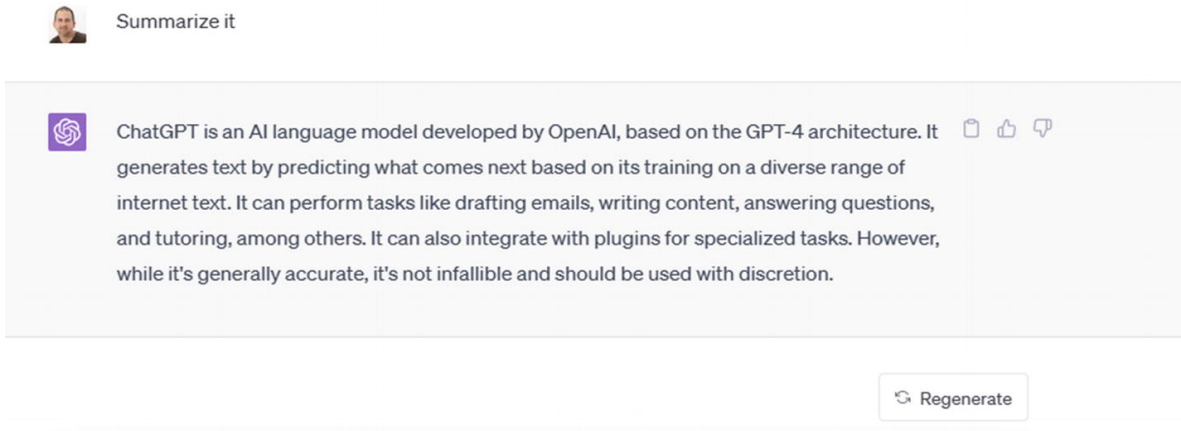 Summarize it
ChatGPT is an AI language model developed by OpenAI, based on the GPT-4 architecture. It
generates text by predicting what comes next based on its training on a diverse range of
internet text. It can perform tasks like drafting emails, writing content, answering questions,
and tutoring, among others. It can also integrate with plugins for specialized tasks. However,
while it's generally accurate, it's not infallible and should be used with discretion.
Regenerate